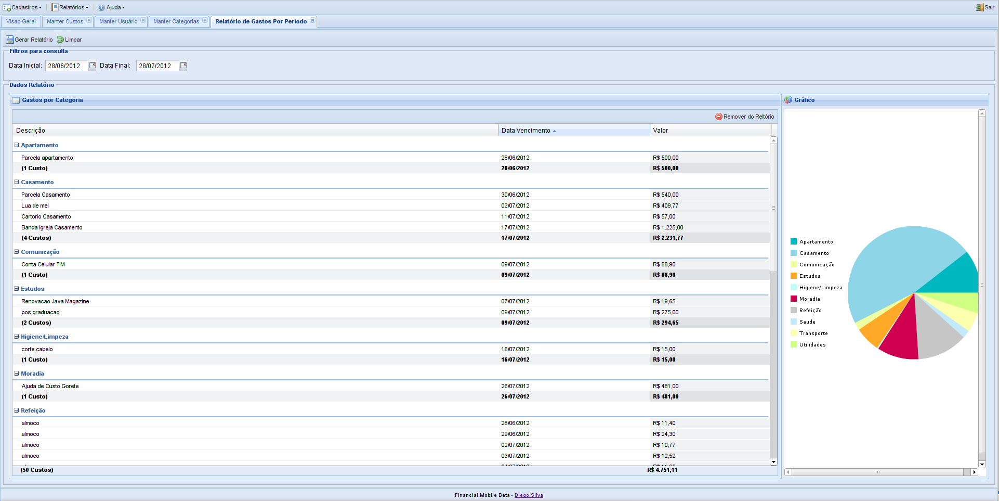 Cadastros Relatórios Ajuda Sair
Visao Geral Manter Custos Manter Usuário Manter Categorias Relatório de Gastos Por Período
Gerar Relatório Limpar
Filtros para consulta
Data Inicial: 28/06/2012 Data Final: 28/07/2012
Dados Relatório
Gastos por Categoria
Remover do Reltório
Descrição Data Vencimento Valor
Apartamento
Parcela apartamento 28/06/2012 R$ 500,00
(1 Custo) 28/06/2012 R$ 500,00
Casamento
Parcela Casamento 30/06/2012 R$ 540,00
Lua de mel 02/07/2012 R$ 409,77
Cartorio Casamento 11/07/2012 R$ 57,00
Banda Igreja Casamento 17/07/2012 R$ 1.225,00
(4 Custos) 17/07/2012 R$ 2.231,77
Comunicação
Conta Celular TIM 09/07/2012 R$ 88,90
(1 Custo) 09/07/2012 R$ 88,90
Estudos
Renovacao Java Magazine 07/07/2012 R$ 19,65
pos graduacao 09/07/2012 R$ 275,00
(2 Custos) 09/07/2012 R$ 294,65
Higiene/Limpeza
corte cabelo 16/07/2012 R$ 15,00
(1 Custo) 16/07/2012 R$ 15,00
Moradia
Ajuda de Custo Gorete 26/07/2012 R$ 481,00
(1 Custo) 26/07/2012 R$ 481,00
Refeição
almoco 28/06/2012 R$ 11,40
almoco 29/06/2012 R$ 24,30
almoco 02/07/2012 R$ 10,77
almoco 03/07/2012 R$ 12,52
(50 Custos) R$ 4.751,11
Gráfico
Apartamento
Casamento
Comunicação
Estudos
Higiene/Limpeza
Moradia
Refeição
Saude
Transporte
Utilidades
Financial Mobile Beta - Diego Silva